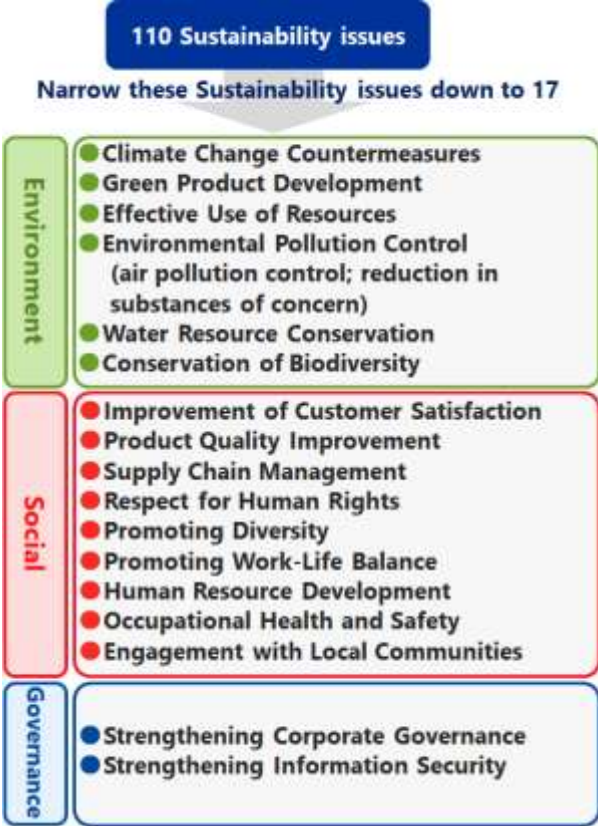 110 Sustainability issues
Narrow these Sustainability issues down to 17
Environment
●Climate Change Countermeasures
●Green Product Development
●Effective Use of Resources
●Environmental Pollution Control
(air pollution control; reduction in
substances of concern)
●Water Resource Conservation
●Conservation of Biodiversity
Social
●Improvement of Customer Satisfaction
●Product Quality Improvement
●Supply Chain Management
●Respect for Human Rights
●Promoting Diversity
●Promoting Work-Life Balance
●Human Resource Development
●Occupational Health and Safety
●Engagement with Local Communities
Governance
●Strengthening Corporate Governance
●Strengthening Information Security